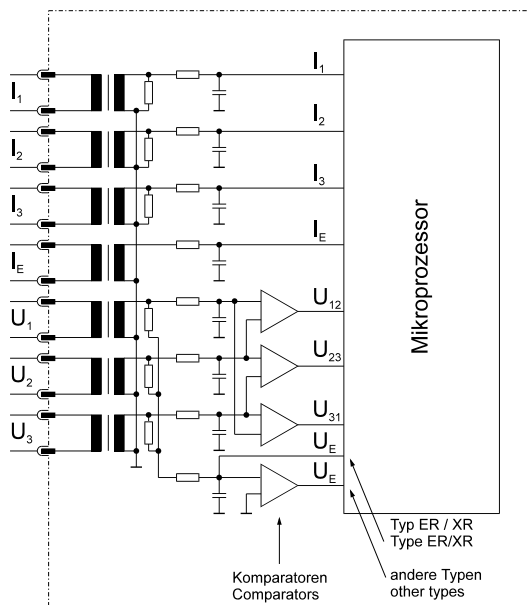 I1
I1
I2
I2
I3
I3
IE
IE
U1
U12
U2
U23
U3
U31
UE
UE
Mikroprozessor
Typ ER / XR
Type ER/XR
Komparatoren
Comparators
andere Typen
other types